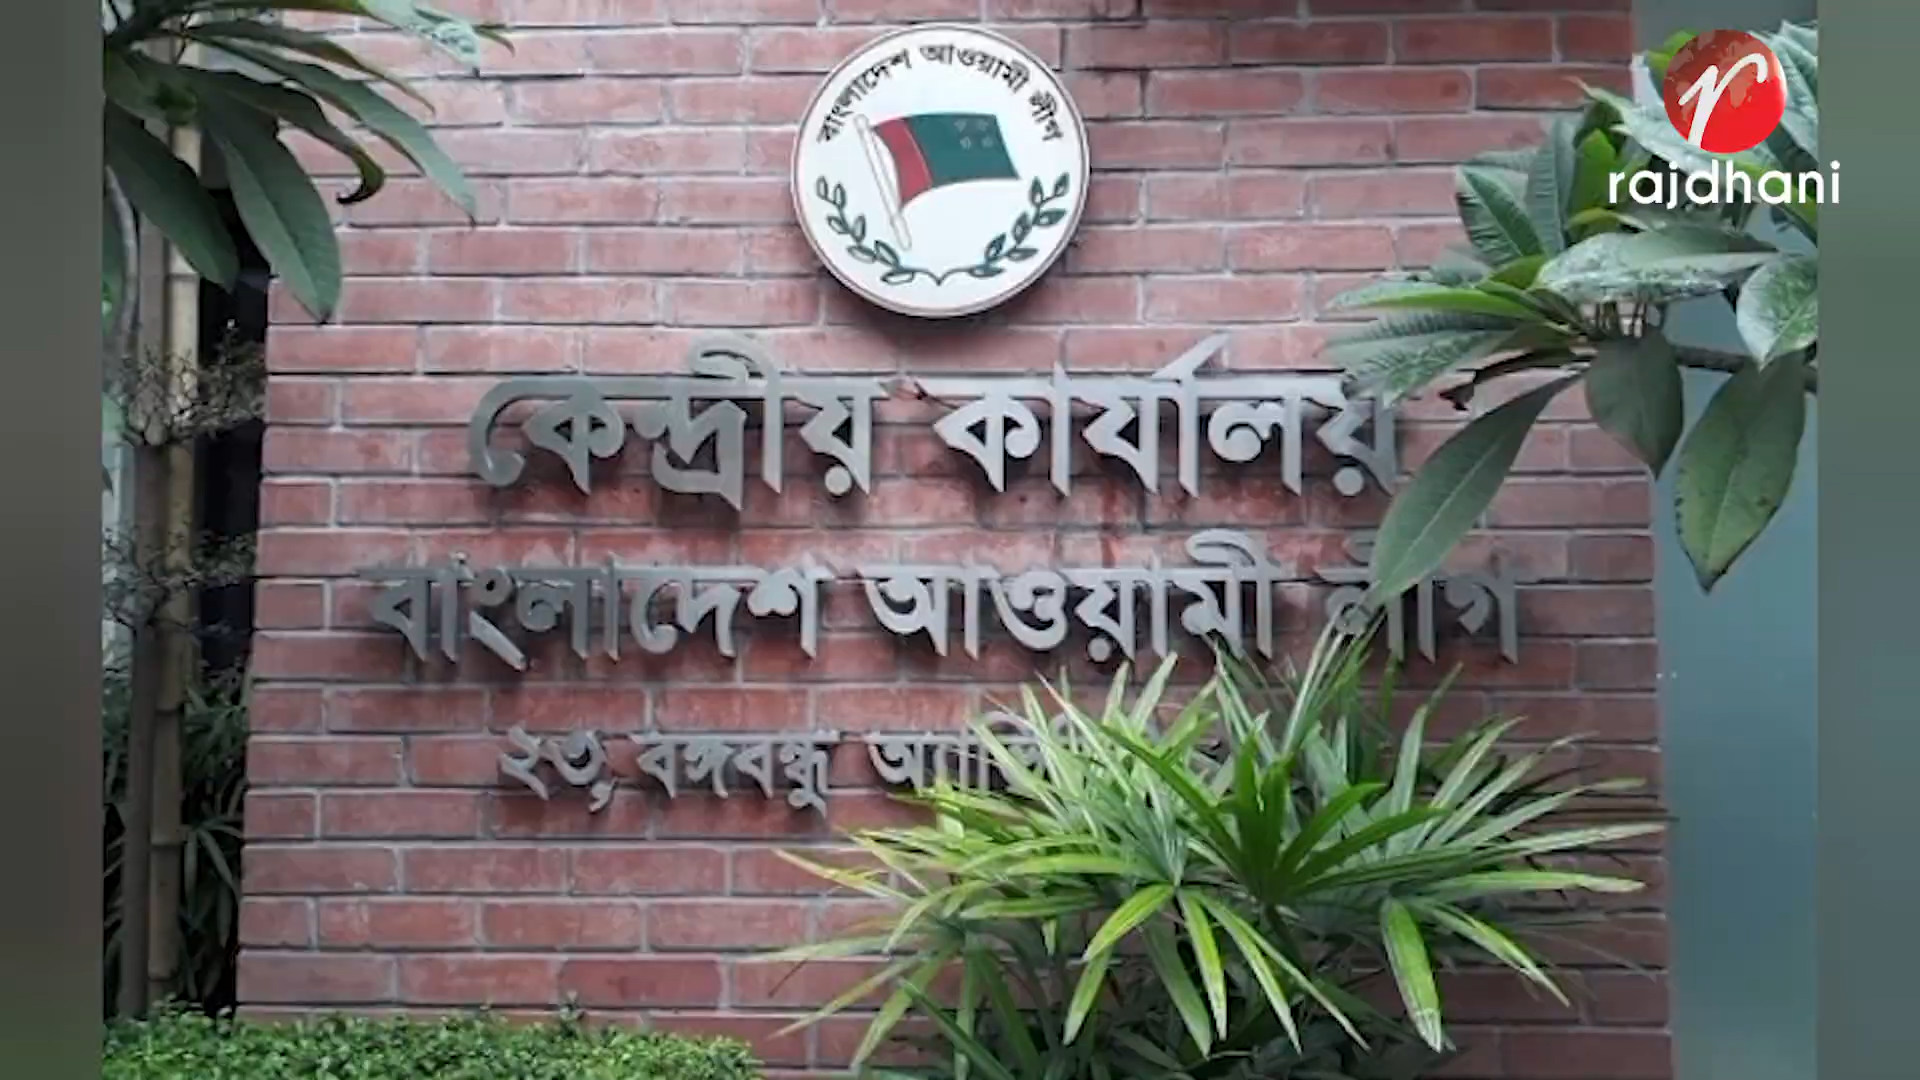 বাংলাদেশ আওয়ামী লীগ
rajdhani
কেন্দ্রীয় কার্যালয়
বাংলাদেশ আওয়ামী লীগ
২৩, বঙ্গবন্ধু